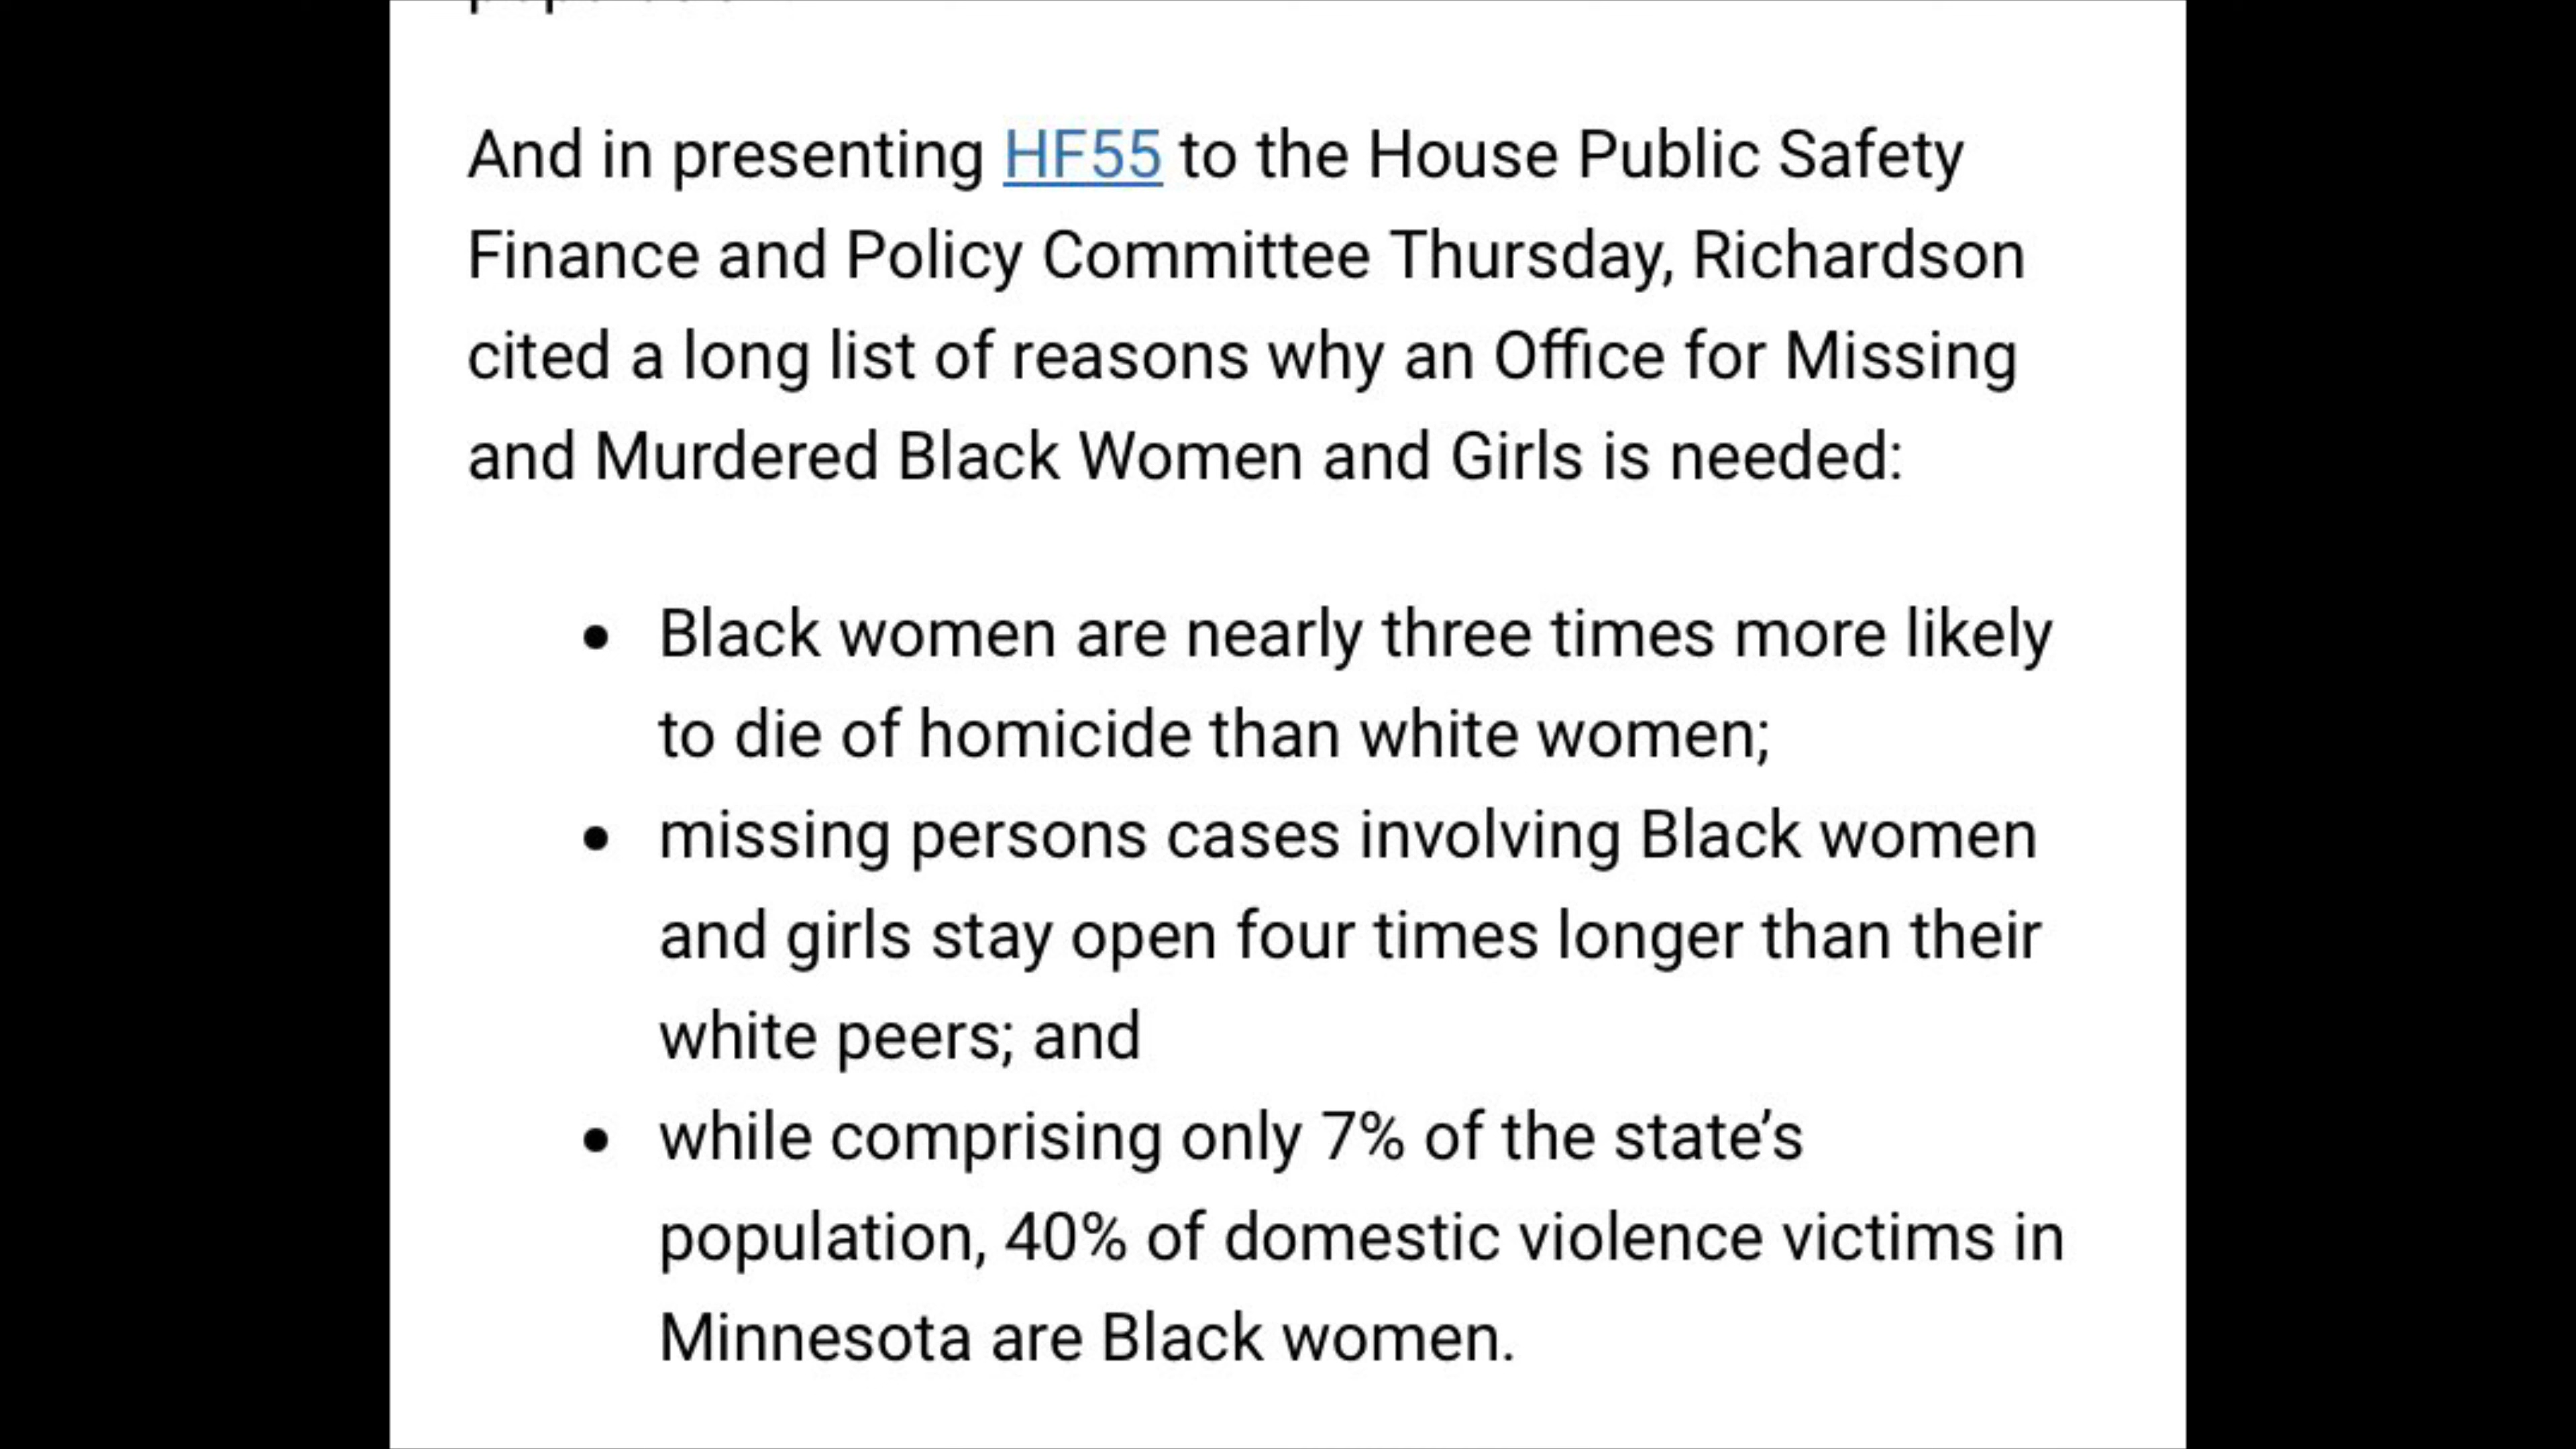 And in presenting HF55 to the House Public Safety
Finance and Policy Committee Thursday, Richardson
cited a long list of reasons why an Office for Missing
and Murdered Black Women and Girls is needed:
• Black women are nearly three times more likely
to die of homicide than white women;
• missing persons cases involving Black women
and girls stay open four times longer than their
white peers; and
• while comprising only 7% of the state’s
population, 40% of domestic violence victims in
Minnesota are Black women.